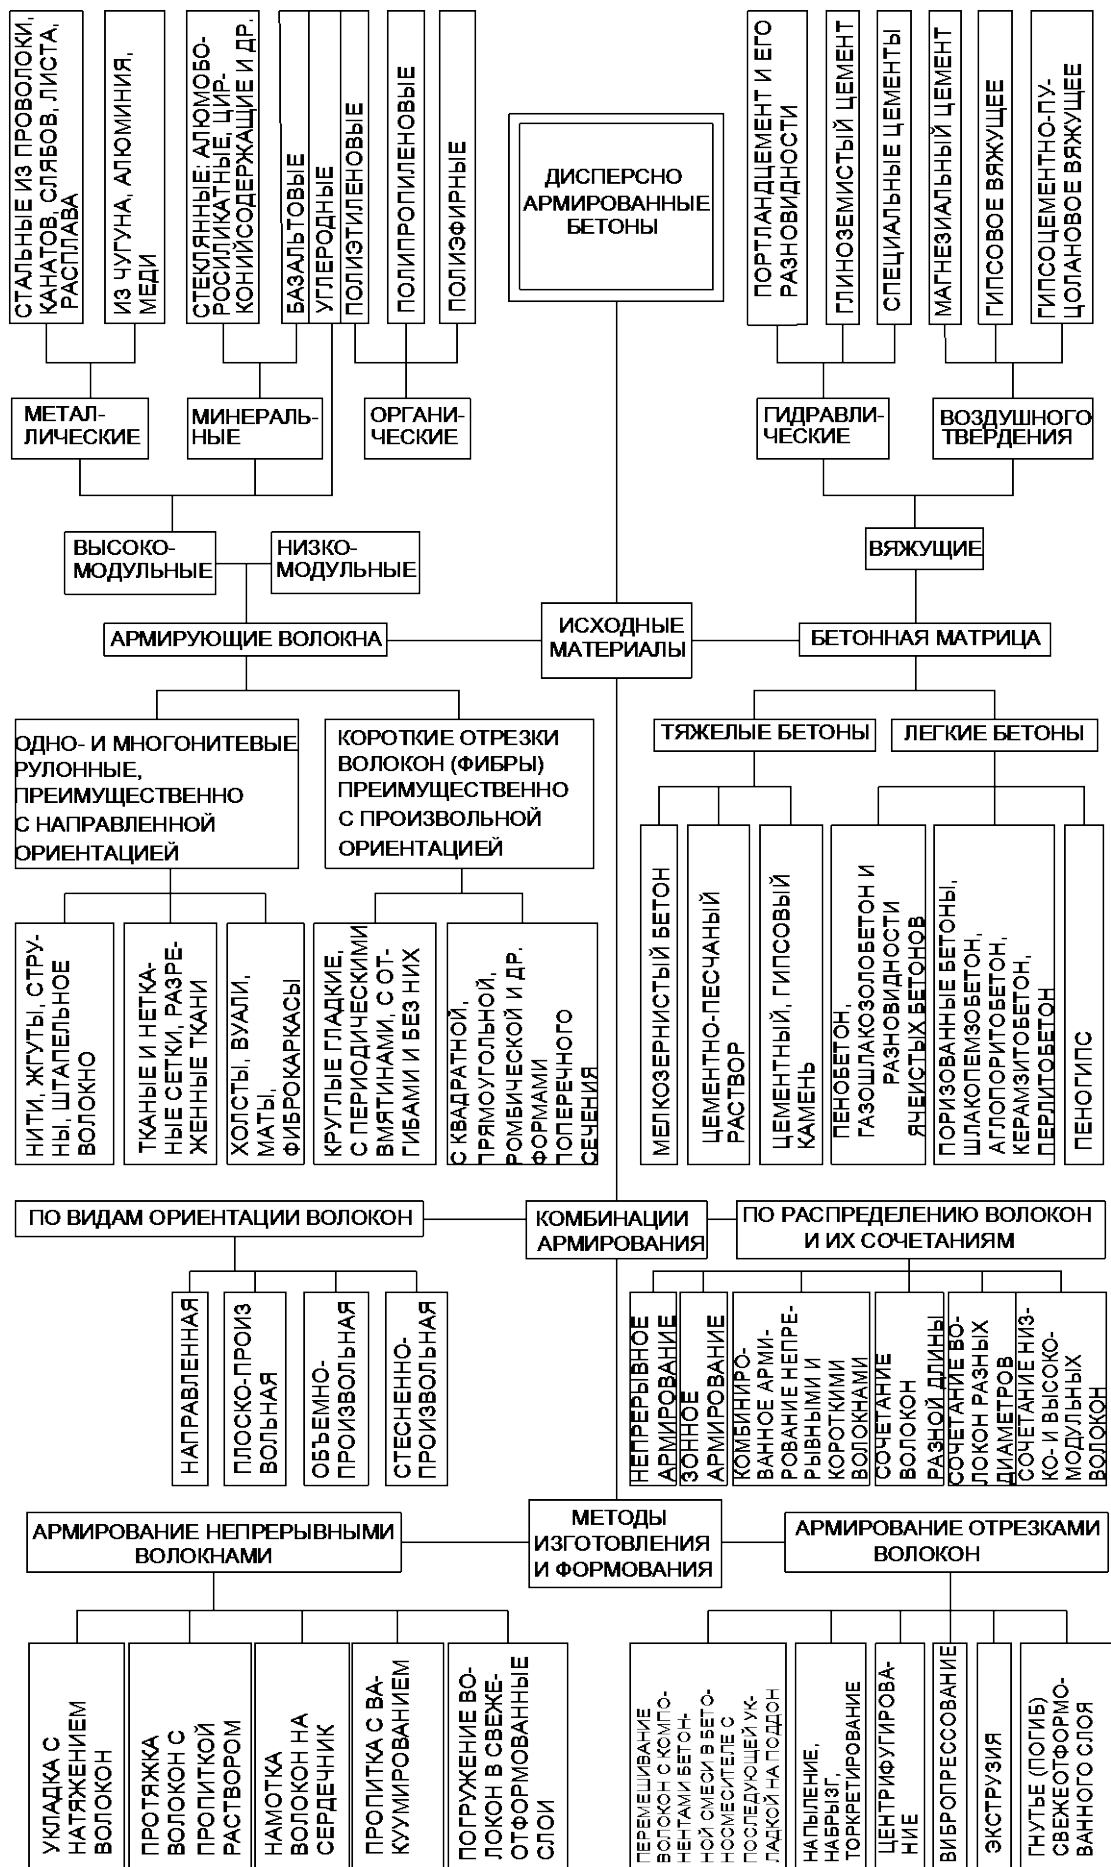 СТАЛЬНЫЕ ИЗ ПРОВОЛОКИ,
КАНАТОВ, СЛЯБОВ, ЛИСТА,
РАСПЛАВА
ИЗ ЧУГУНА, АЛЮМИНИЯ,
МЕДИ
СТЕКЛЯННЫЕ: АЛЮМОБО-
РОСИЛИКАТНЫЕ, ЦИР-
КОНИЙСОДЕРЖАЩИЕ И ДР.
БАЗАЛЬТОВЫЕ
УГЛЕРОДНЫЕ
ПОЛИЭТИЛЕНОВЫЕ
ПОЛИПРОПИЛЕНОВЫЕ
ПОЛИЭФИРНЫЕ
ДИСПЕРСНО
АРМИРОВАННЫЕ
БЕТОНЫ
ПОРТЛАНДЦЕМЕНТ И ЕГО
РАЗНОВИДНОСТИ
ГЛИНОЗЕМИСТЫЙ ЦЕМЕНТ
СПЕЦИАЛЬНЫЕ ЦЕМЕНТЫ
МАГНЕЗИАЛЬНЫЙ ЦЕМЕНТ
ГИПСОВОЕ ВЯЖУЩЕЕ
ГИПСОЦЕМЕНТНО-ПУ-
ЦОЛАНОВОЕ ВЯЖУЩЕЕ
МЕТАЛ-
ЛИЧЕСКИЕ
МИНЕРАЛЬ-
НЫЕ
ОРГАНИ-
ЧЕСКИЕ
ГИДРАВЛИ-
ЧЕСКИЕ
ВОЗДУШНОГО
ТВЕРДЕНИЯ
ВЫСОКО-
МОДУЛЬНЫЕ
НИЗКО-
МОДУЛЬНЫЕ
ВЯЖУЩИЕ
АРМИРУЮЩИЕ ВОЛОКНА
ИСХОДНЫЕ
МАТЕРИАЛЫ
БЕТОННАЯ МАТРИЦА
ОДНО- И МНОГОНИТЕВЫЕ
РУЛОННЫЕ,
ПРЕИМУЩЕСТВЕННО
С НАПРАВЛЕННОЙ
ОРИЕНТАЦИЕЙ
КОРОТКИЕ ОТРЕЗКИ
ВОЛОКОН (ФИБРЫ)
ПРЕИМУЩЕСТВЕННО
С ПРОИЗВОЛЬНОЙ
ОРИЕНТАЦИЕЙ
ТЯЖЕЛЫЕ БЕТОНЫ
ЛЕГКИЕ БЕТОНЫ
НИТИ, ЖГУТЫ, СТРУ-
НЫ, ШТАПЕЛЬНОЕ
ВОЛОКНО
ТКАНЫЕ И НЕТКА-
НЫЕ СЕТКИ, РАЗРЕ-
ЖЕННЫЕ ТКАНИ
ХОЛСТЫ, ВУАЛИ,
МАТЫ,
ФИБРОКАРКАСЫ
КРУГЛЫЕ ГЛАДКИЕ,
С ПЕРИОДИЧЕСКИМИ
ВМЯТИНАМИ, С ОТ-
ГИБАМИ И БЕЗ НИХ
С КВАДРАТНОЙ,
ПРЯМОУГОЛЬНОЙ,
РОМБИЧЕСКОЙ И ДР.
ФОРМАМИ
ПОПЕРЕЧНОГО
СЕЧЕНИЯ
МЕЛКОЗЕРНИСТЫЙ БЕТОН
ЦЕМЕНТНО-ПЕСЧАНЫЙ
РАСТВОР
ЦЕМЕНТНЫЙ, ГИПСОВЫЙ
КАМЕНЬ
ПЕНОБЕТОН,
ГАЗОШЛАКОЗОЛОБЕТОН И
РАЗНОВИДНОСТИ
ЯЧЕИСТЫХ БЕТОНОВ
ПОРИЗОВАННЫЕ БЕТОНЫ,
ШЛАКОПЕМЗОБЕТОН,
АГЛОПОРИТОБЕТОН,
КЕРАМЗИТОБЕТОН,
ПЕРЛИТОБЕТОН
ПЕНОГИПС
ПО ВИДАМ ОРИЕНТАЦИИ ВОЛОКОН
КОМБИНАЦИИ
АРМИРОВАНИЯ
ПО РАСПРЕДЕЛЕНИЮ ВОЛОКОН
И ИХ СОЧЕТАНИЯМ
НАПРАВЛЕННАЯ
ПЛОСКО-ПРОИЗ
ВОЛЬНАЯ
ОБЪЕМНО-
ПРОИЗВОЛЬНАЯ
СТЕСНЕННО-
ПРОИЗВОЛЬНАЯ
НЕПРЕРЫВНОЕ
АРМИРОВАНИЕ
ЗОННОЕ
АРМИРОВАНИЕ
КОМБИНИРО-
ВАННОЕ АРМИ-
РОВАНИЕ НЕПРЕ-
РЫВНЫМИ И
КОРОТКИМИ
ВОЛОКНАМИ
СОЧЕТАНИЕ
ВОЛОКОН
РАЗНОЙ ДЛИНЫ
СОЧЕТАНИЕ ВО-
ЛОКОН РАЗНЫХ
ДИАМЕТРОВ
СОЧЕТАНИЕ НИЗ-
КО- И ВЫСОКО-
МОДУЛЬНЫХ
ВОЛОКОН
АРМИРОВАНИЕ НЕПРЕРЫВНЫМИ
ВОЛОКНАМИ
МЕТОДЫ
ИЗГОТОВЛЕНИЯ
И ФОРМОВАНИЯ
АРМИРОВАНИЕ ОТРЕЗКАМИ
ВОЛОКОН
УКЛАДКА С
НАТЯЖЕНИЕМ
ВОЛОКОН
ПРОТЯЖКА
ВОЛОКОН С
ПРОПИТКОЙ
РАСТВОРОМ
НАМОТКА
ВОЛОКОН НА
СЕРДЕЧНИК
ПРОПИТКА С ВА-
КУУМИРОВАНИЕМ
ПОГРУЖЕНИЕ ВО-
ЛОКОН В СВЕЖЕ-
ОТФОРМОВАННЫЕ
СЛОИ
ПЕРЕМЕШИВАНИЕ
ВОЛОКОН С КОМПО-
НЕНТАМИ БЕТОН-
НОЙ СМЕСИ В БЕТО-
НОСМЕСИТЕЛЕ С
ПОСЛЕДУЮЩЕЙ УК-
ЛАДКОЙ НА ПОДДОН
НАПЫЛЕНИЕ,
НАБРЫЗГ,
ТОРКРЕТИРОВАНИЕ
ЦЕНТРИФУГИРОВА-
НИЕ
ВИБРОПРЕССОВАНИЕ
ЭКСТРУЗИЯ
ГНУТЬЕ (ПОГИБ)
СВЕЖЕОТФОРМО-
ВАННОГО СЛОЯ